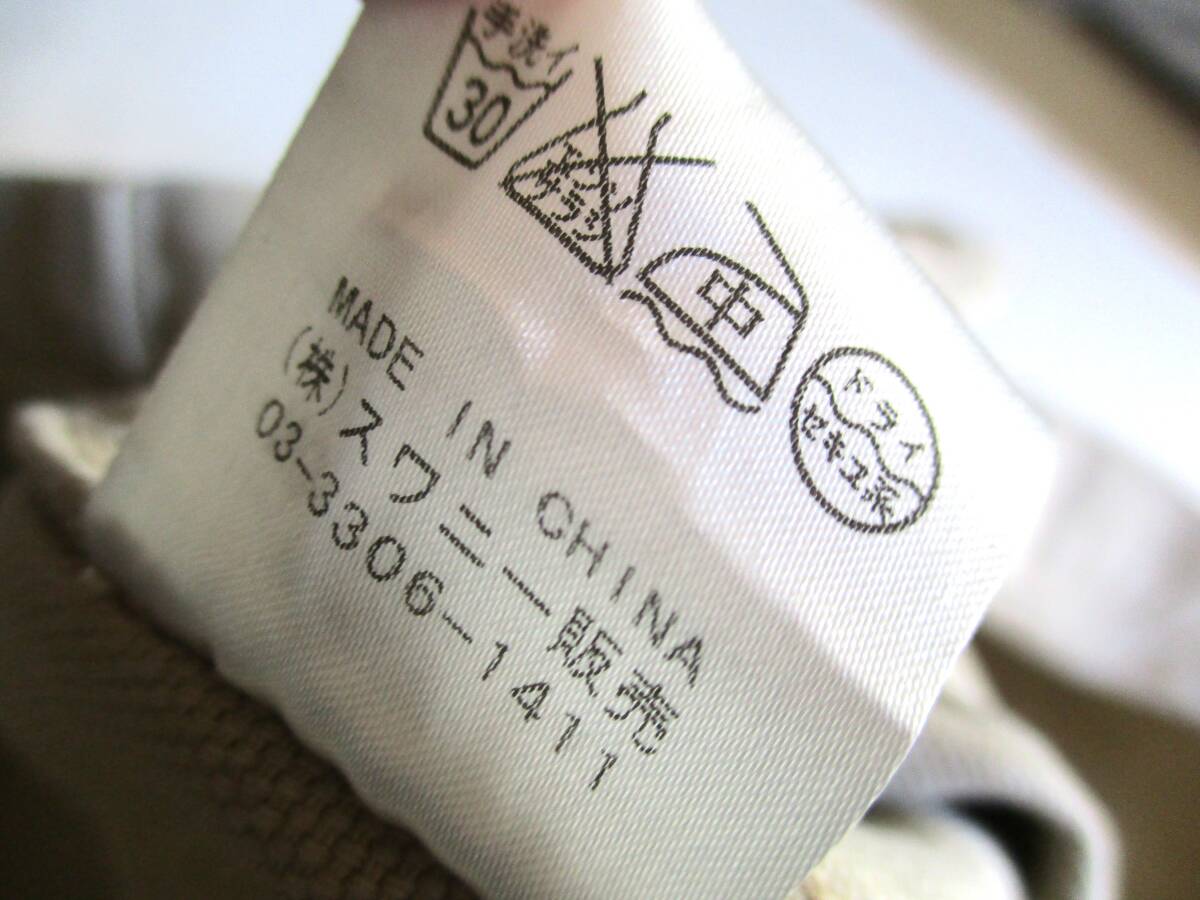 手洗イ
30
エンソサラシ
中
ドライ
セキユ系
MADE IN CHINA
(株)スワニー販売
03-3306-1411